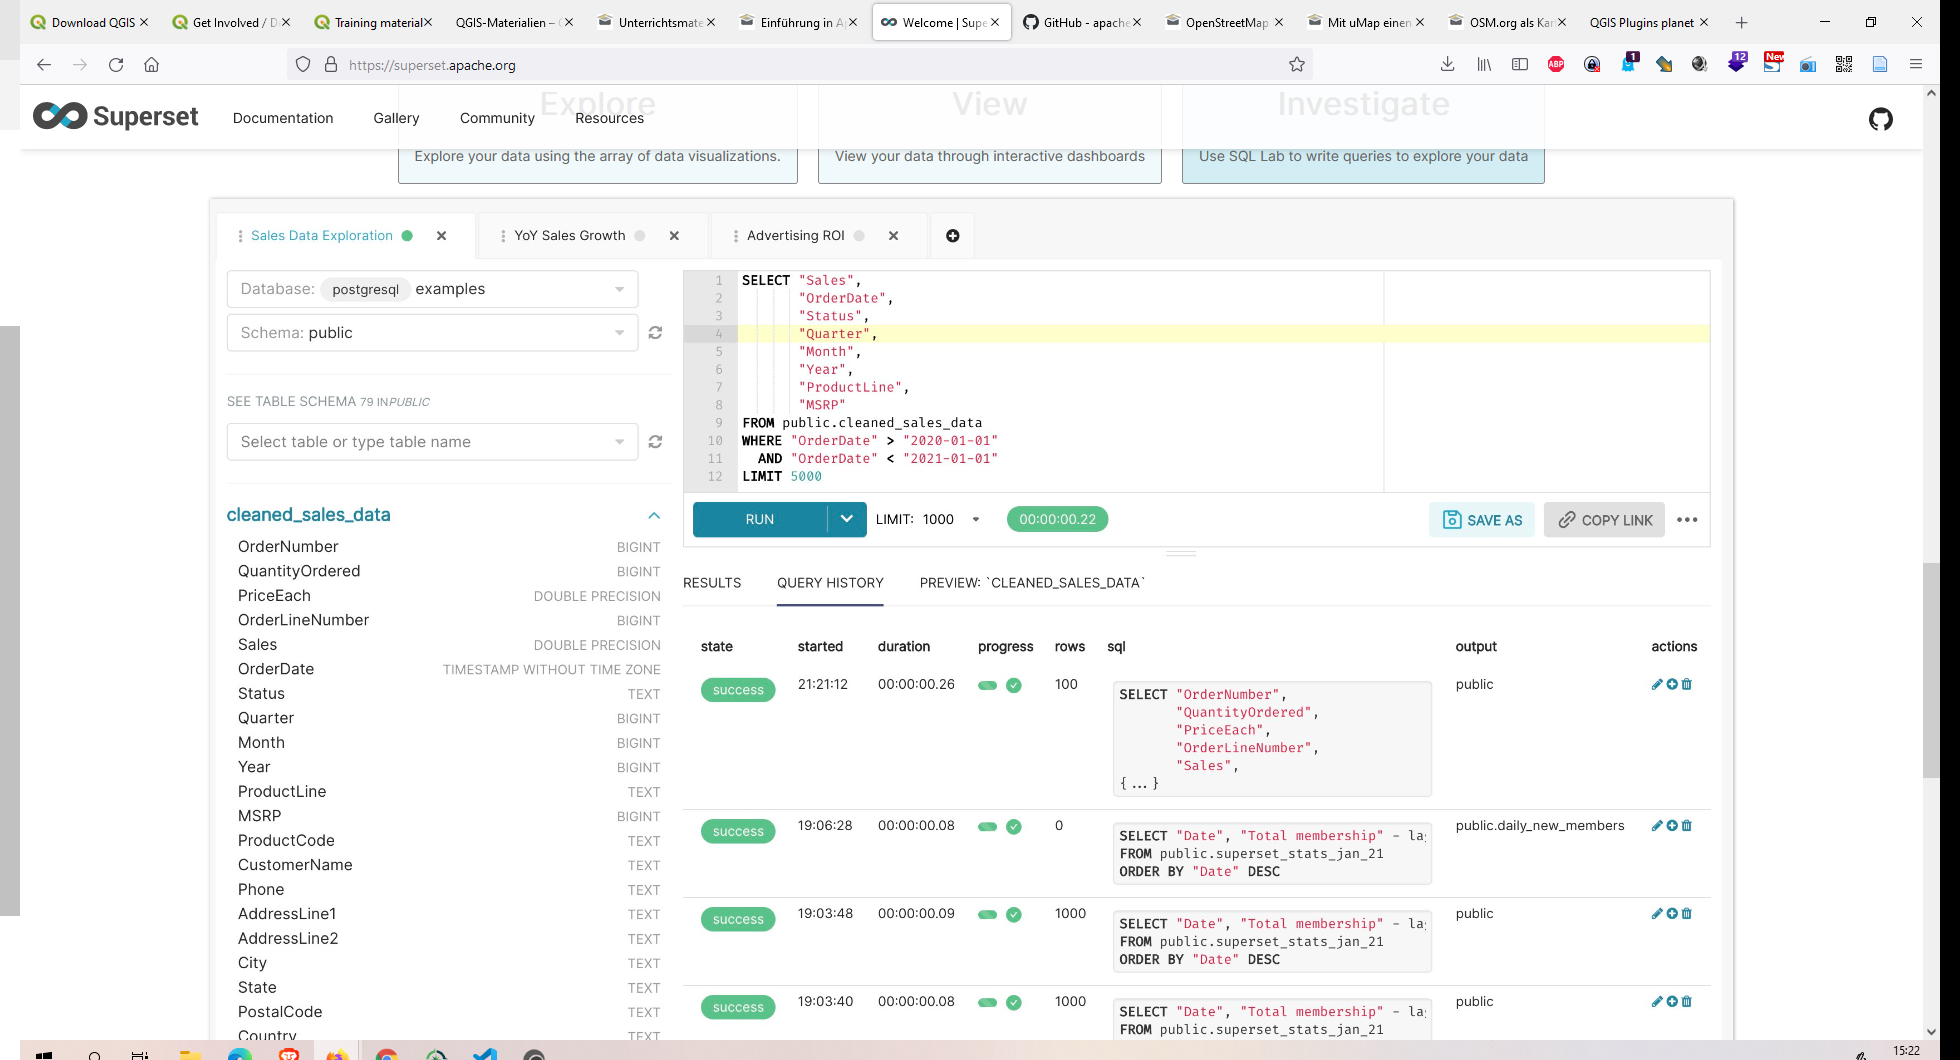 Download QGIS
Get Involved / D
Training material
QGIS-Materialien – (
Unterrichtsmate
Einführung in A
Welcome | Supe
GitHub - apache
OpenStreetMap
Mit uMap einen
OSM.org als Kar
QGIS Plugins planet
https://superset.apache.org
ABP
1
12
New
Superset
Documentation
Gallery
Community
Resources
Explore
View
Investigate
Explore your data using the array of data visualizations.
View your data through interactive dashboards
Use SQL Lab to write queries to explore your data
Sales Data Exploration
YoY Sales Growth
Advertising ROI
Database: postgresql examples
Schema: public
SEE TABLE SCHEMA 79 IN PUBLIC
Select table or type table name
cleaned_sales_data
OrderNumber BIGINT
QuantityOrdered BIGINT
PriceEach DOUBLE PRECISION
OrderLineNumber BIGINT
Sales DOUBLE PRECISION
OrderDate TIMESTAMP WITHOUT TIME ZONE
Status TEXT
Quarter BIGINT
Month BIGINT
Year BIGINT
ProductLine TEXT
MSRP BIGINT
ProductCode TEXT
CustomerName TEXT
Phone TEXT
AddressLine1 TEXT
AddressLine2 TEXT
City TEXT
State TEXT
PostalCode TEXT
Country TEXT
1 SELECT "Sales",
2 "OrderDate",
3 "Status",
4 "Quarter",
5 "Month",
6 "Year",
7 "ProductLine",
8 "MSRP"
9 FROM public.cleaned_sales_data
10 WHERE "OrderDate" > "2020-01-01"
11 AND "OrderDate" < "2021-01-01"
12 LIMIT 5000
RUN
LIMIT: 1000
00:00:00.22
SAVE AS
COPY LINK
RESULTS
QUERY HISTORY
PREVIEW: `CLEANED_SALES_DATA`
state started duration progress rows sql output actions
success 21:21:12 00:00:00.26 100 public
SELECT "OrderNumber",
"QuantityOrdered",
"PriceEach",
"OrderLineNumber",
"Sales",
{ ... }
success 19:06:28 00:00:00.08 0 public.daily_new_members
SELECT "Date", "Total membership" - la
FROM public.superset_stats_jan_21
ORDER BY "Date" DESC
success 19:03:48 00:00:00.09 1000 public
SELECT "Date", "Total membership" - la
FROM public.superset_stats_jan_21
ORDER BY "Date" DESC
success 19:03:40 00:00:00.08 1000 public
SELECT "Date", "Total membership" - la
FROM public.superset_stats_jan_21
15:22